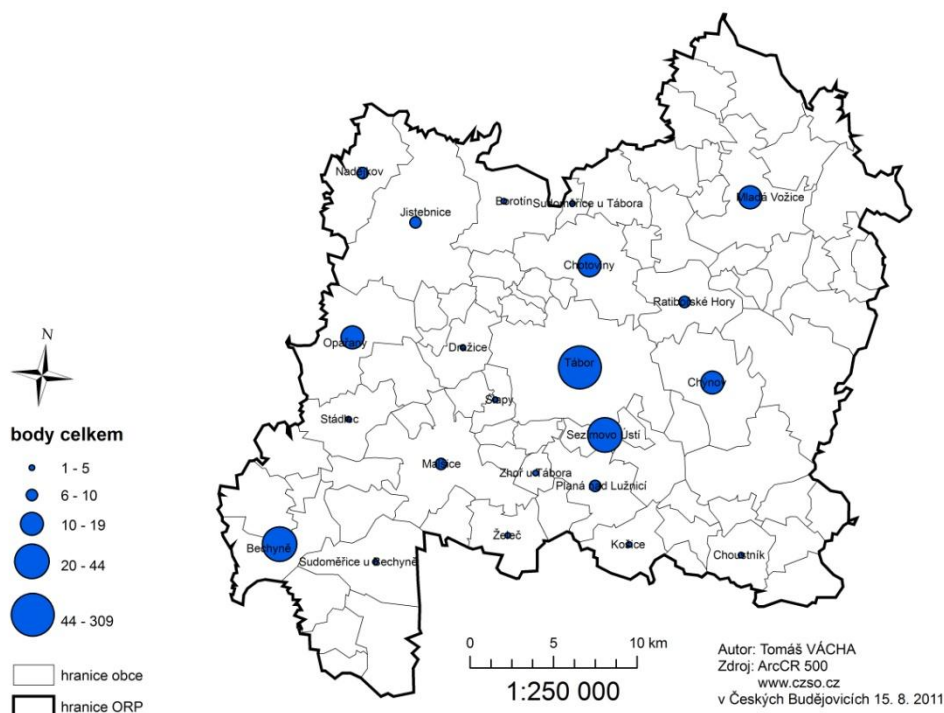 Nadějkov
Jistebnice
Borotín
Sudoměřice u Tábora
Mladá Vožice
Chotoviny
Ratibořské Hory
Opařany
Dražice
Tábor
Chýnov
Slapy
Stádlec
Sezimovo Ústí
Malšice
Zhoř u Tábora
Planá nad Lužnicí
Bechyně
Sudoměřice u Bechyně
Želeč
Košice
Choustník
N
body celkem
1 - 5
6 - 10
10 - 19
20 - 44
44 - 309
hranice obce
hranice ORP
0 5 10 km
1:250 000
Autor: Tomáš VÁCHA
Zdroj: ArcCR 500
www.czso.cz
v Českých Budějovicích 15. 8. 2011